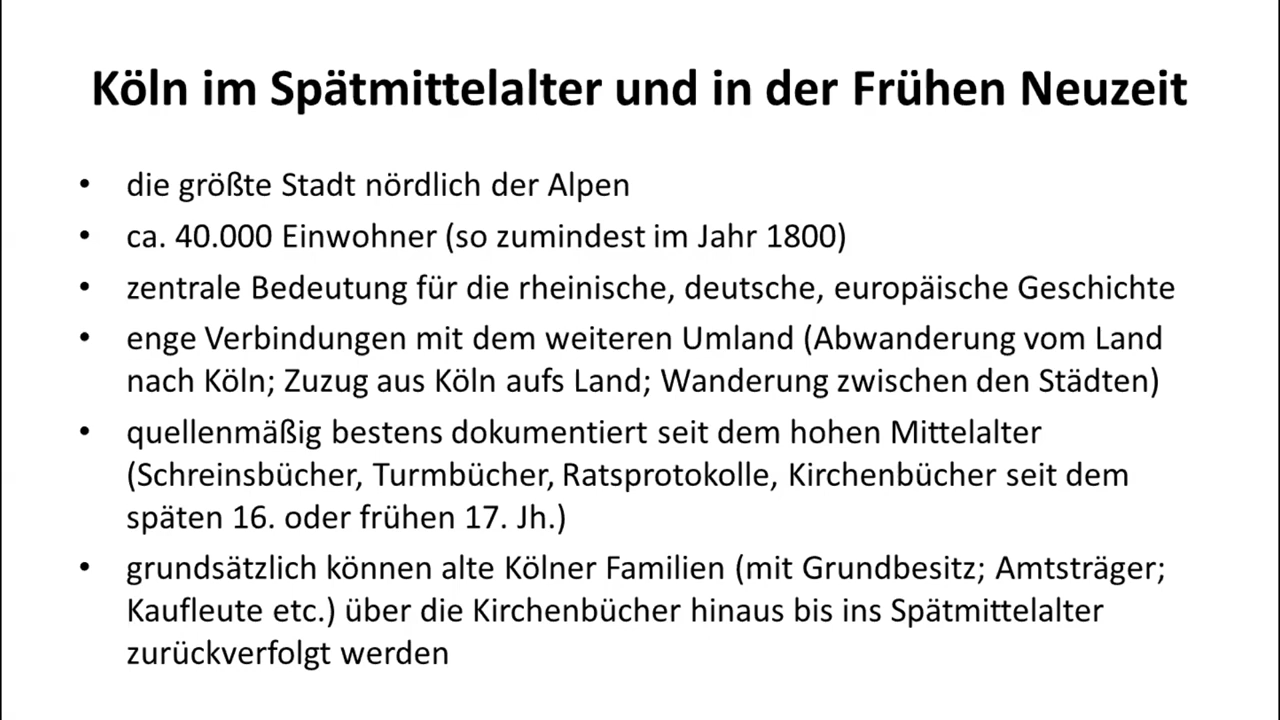 Köln im Spätmittelalter und in der Frühen Neuzeit
• die größte Stadt nördlich der Alpen
• ca. 40.000 Einwohner (so zumindest im Jahr 1800)
• zentrale Bedeutung für die rheinische, deutsche, europäische Geschichte
• enge Verbindungen mit dem weiteren Umland (Abwanderung vom Land
nach Köln; Zuzug aus Köln aufs Land; Wanderung zwischen den Städten)
• quellenmäßig bestens dokumentiert seit dem hohen Mittelalter
(Schreinsbücher, Turmbücher, Ratsprotokolle, Kirchenbücher seit dem
späten 16. oder frühen 17. Jh.)
• grundsätzlich können alte Kölner Familien (mit Grundbesitz; Amtsträger;
Kaufleute etc.) über die Kirchenbücher hinaus bis ins Spätmittelalter
zurückverfolgt werden